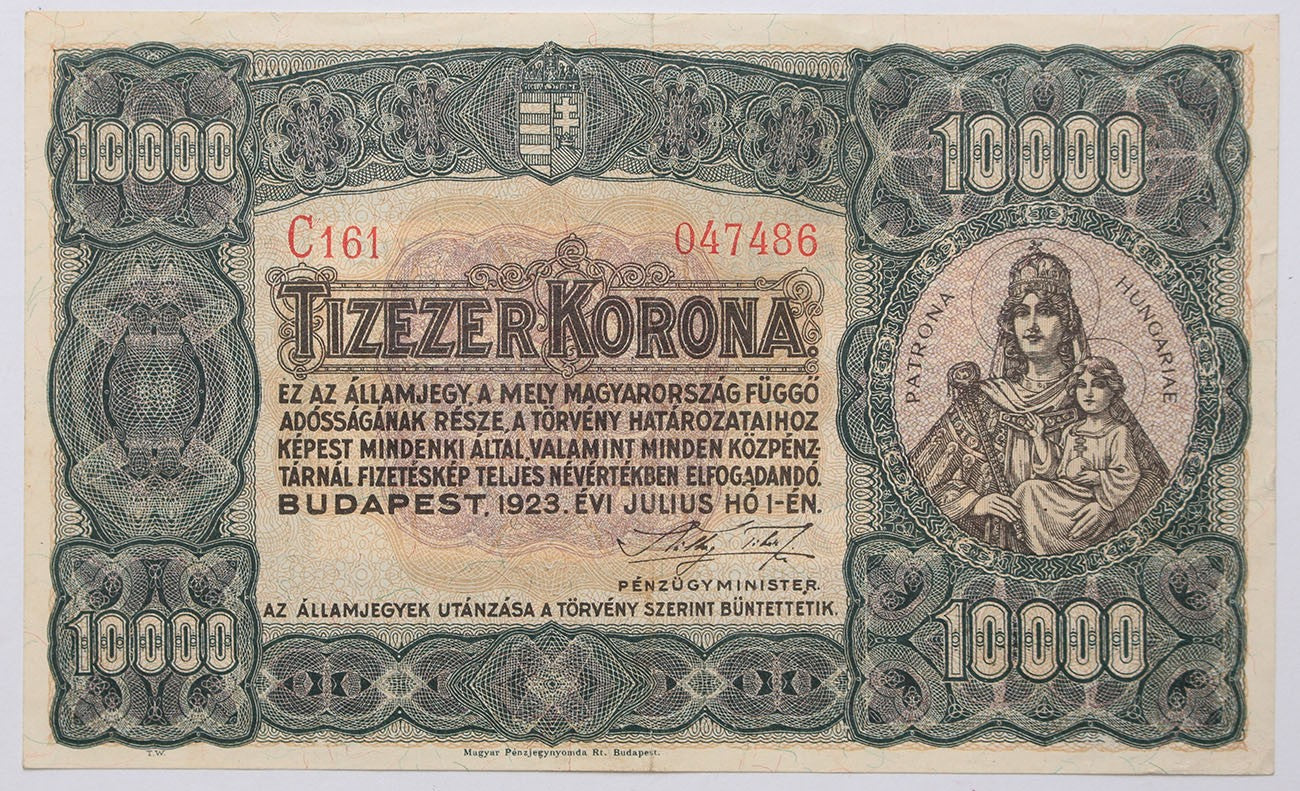 10000
10000
C161
047486
TIZEZER KORONA.
EZ AZ ÁLLAMJEGY, A MELY MAGYARORSZÁG FÜGGŐ
ADÓSSÁGÁNAK RÉSZE, A TÖRVÉNY HATÁROZATAIHOZ
KÉPEST MINDENKI ÁLTAL, VALAMINT MINDEN KÖZPÉNZ-
TÁRNÁL FIZETÉSKÉP TELJES NÉVÉRTÉKBEN ELFOGADANDÓ.
BUDAPEST, 1923. ÉVI JULIUS HÓ 1-ÉN.
PÉNZÜGYMINISTER.
AZ ÁLLAMJEGYEK UTÁNZÁSA A TÖRVÉNY SZERINT BÜNTETTETIK.
PATRONA HUNGARIAE
10000
10000
T.W.
Magyar Pénzjegynyomda Rt. Budapest.